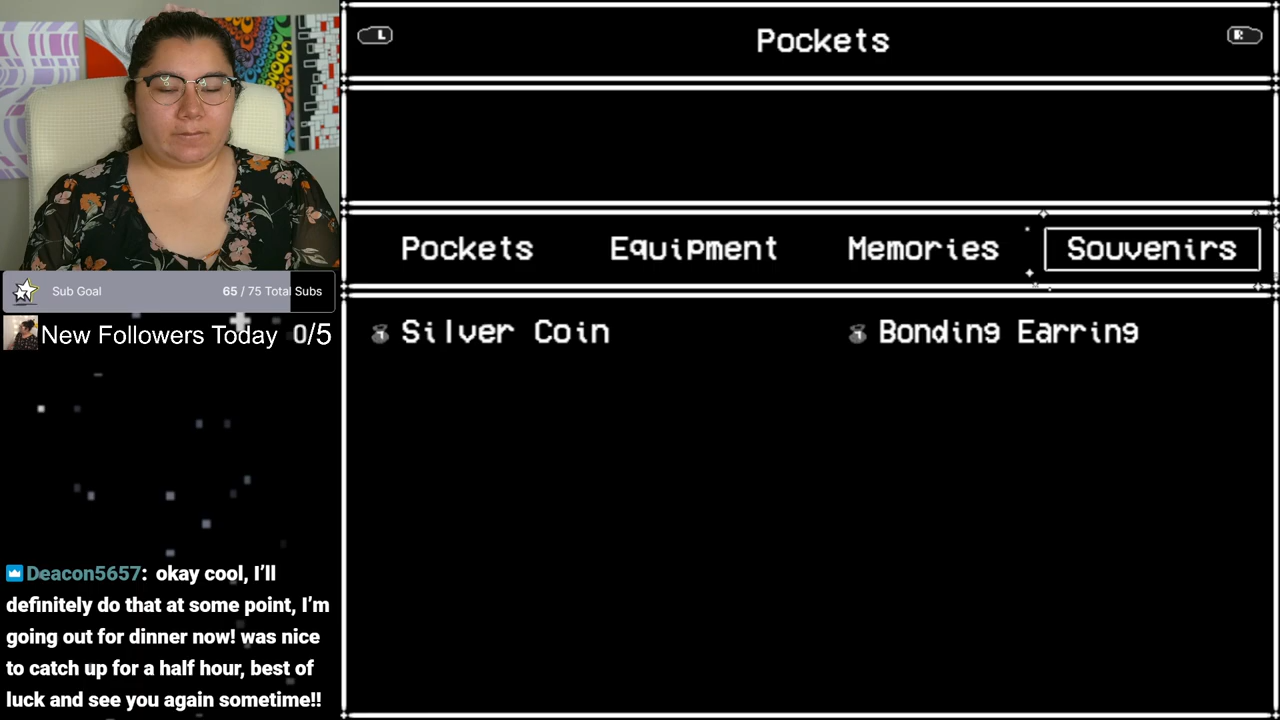 L
Pockets
R
Pockets Equipment Memories Souvenirs
Silver Coin Bonding Earring
Sub Goal 65 / 75 Total Subs
New Followers Today 0/5
Deacon5657: okay cool, I’ll
definitely do that at some point, I’m
going out for dinner now! was nice
to catch up for a half hour, best of
luck and see you again sometime!!